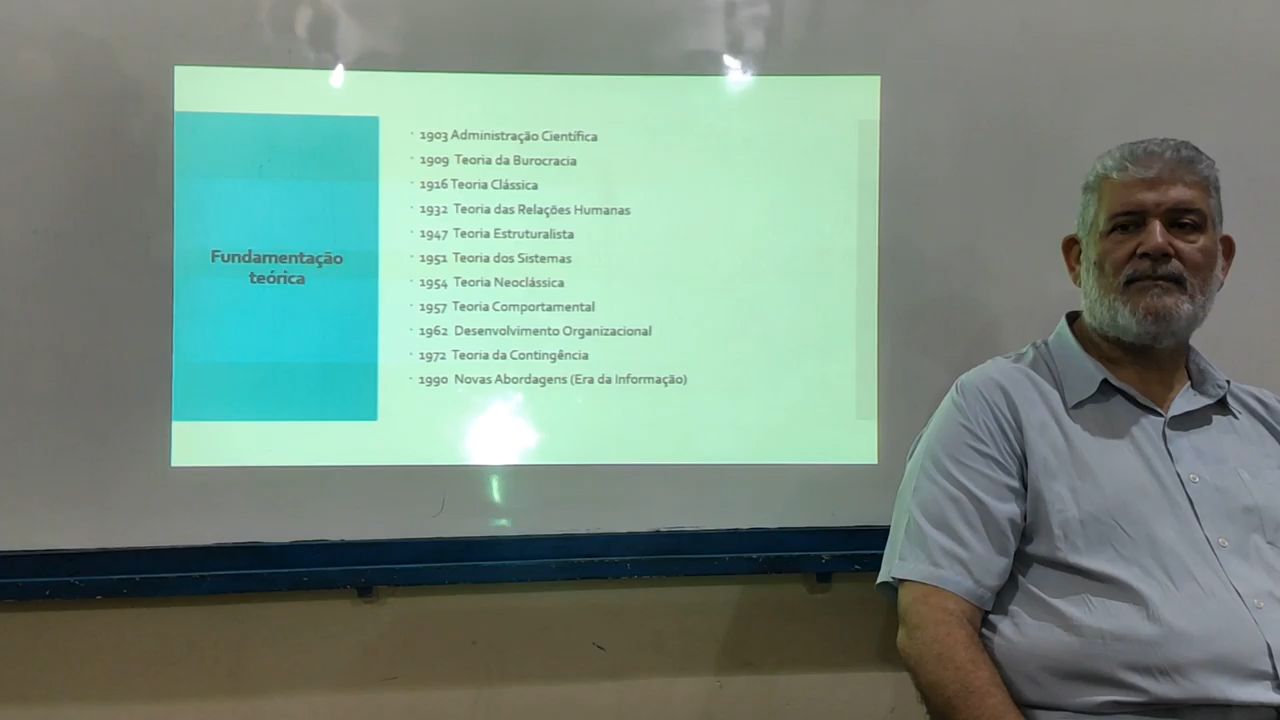 Fundamentação
teórica
1903 Administração Científica
1909 Teoria da Burocracia
1916 Teoria Clássica
1932 Teoria das Relações Humanas
1947 Teoria Estruturalista
1951 Teoria dos Sistemas
1954 Teoria Neoclássica
1957 Teoria Comportamental
1962 Desenvolvimento Organizacional
1972 Teoria da Contingência
1990 Novas Abordagens (Era da Informação)